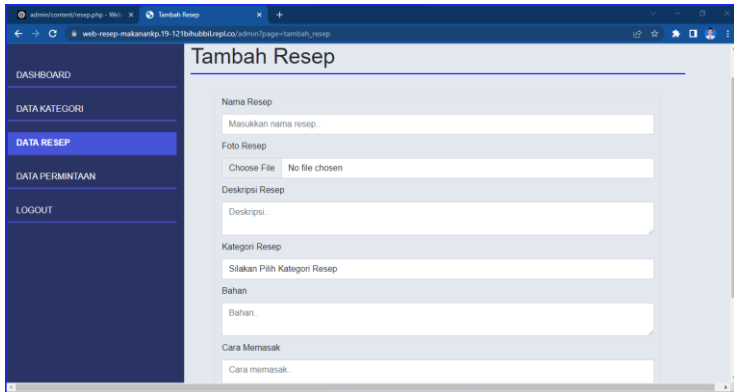 admin/content/resep.php - Web
Tambah Resep
web-resep-makanankp.19-121bihubbil.repl.co/admin?page=tambah_resep
Tambah Resep
DASHBOARD
DATA KATEGORI
DATA RESEP
DATA PERMINTAAN
LOGOUT
Nama Resep
Masukkan nama resep..
Foto Resep
Choose File No file chosen
Deskripsi Resep
Deskripsi..
Kategori Resep
Silakan Pilih Kategori Resep
Bahan
Bahan..
Cara Memasak
Cara memasak..